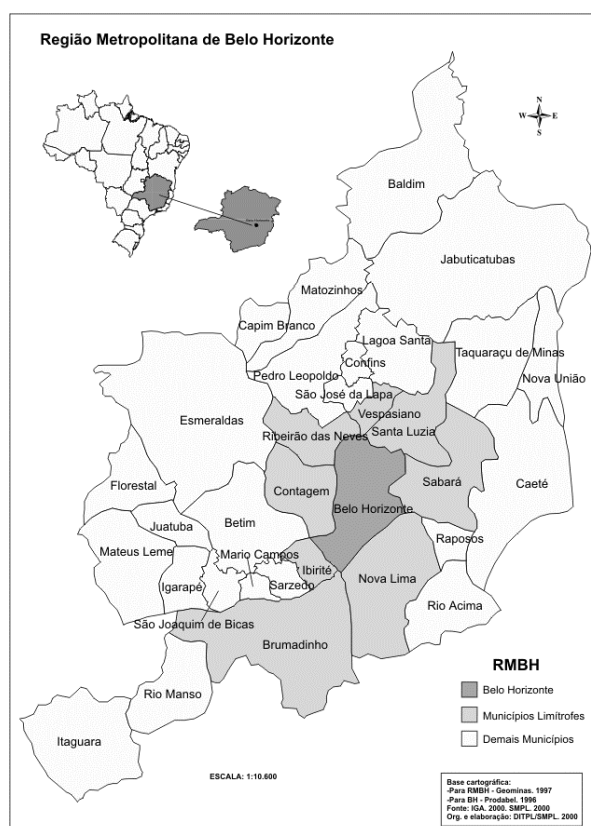 Região Metropolitana de Belo Horizonte
N
W E
S
Baldim
Jabuticatubas
Matozinhos
Capim Branco
Lagoa Santa
Confins
Taquaraçu de Minas
Pedro Leopoldo
Nova União
São José da Lapa
Vespasiano
Esmeraldas
Ribeirão das Neves
Santa Luzia
Florestal
Contagem
Sabará
Caeté
Belo Horizonte
Juatuba
Betim
Raposos
Mateus Leme
Mario Campos
Ibirité
Nova Lima
Igarapé
Sarzedo
Rio Acima
São Joaquim de Bicas
Brumadinho
Rio Manso
Itaguara
RMBH
Belo Horizonte
Municípios Limítrofes
Demais Municípios
ESCALA: 1:10.600
Base cartográfica:
-Para RMBH - Geominas. 1997
-Para BH - Prodabel. 1996
Fonte: IGA. 2000. SMPL. 2000
Org. e elaboração: DITPL/SMPL. 2000